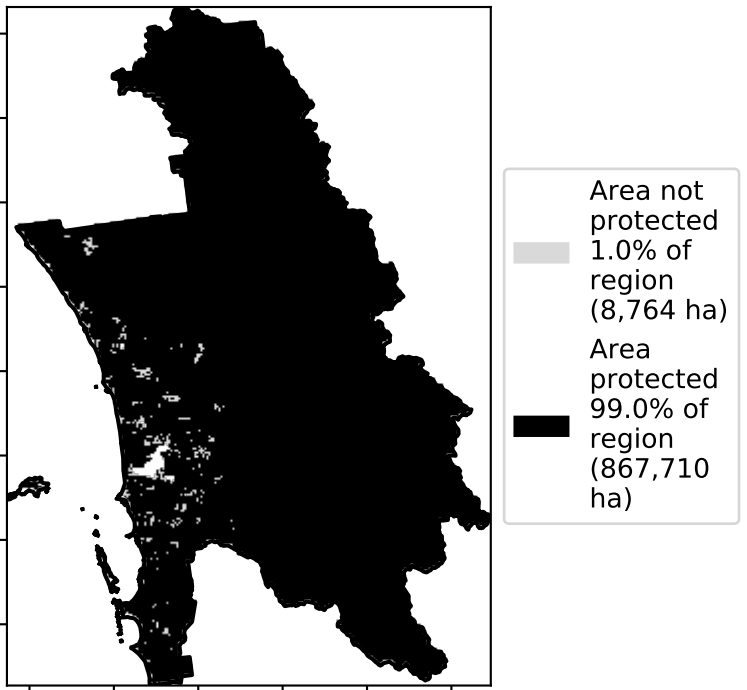 Area not
protected
1.0% of
region
(8,764 ha)
Area
protected
99.0% of
region
(867,710
ha)